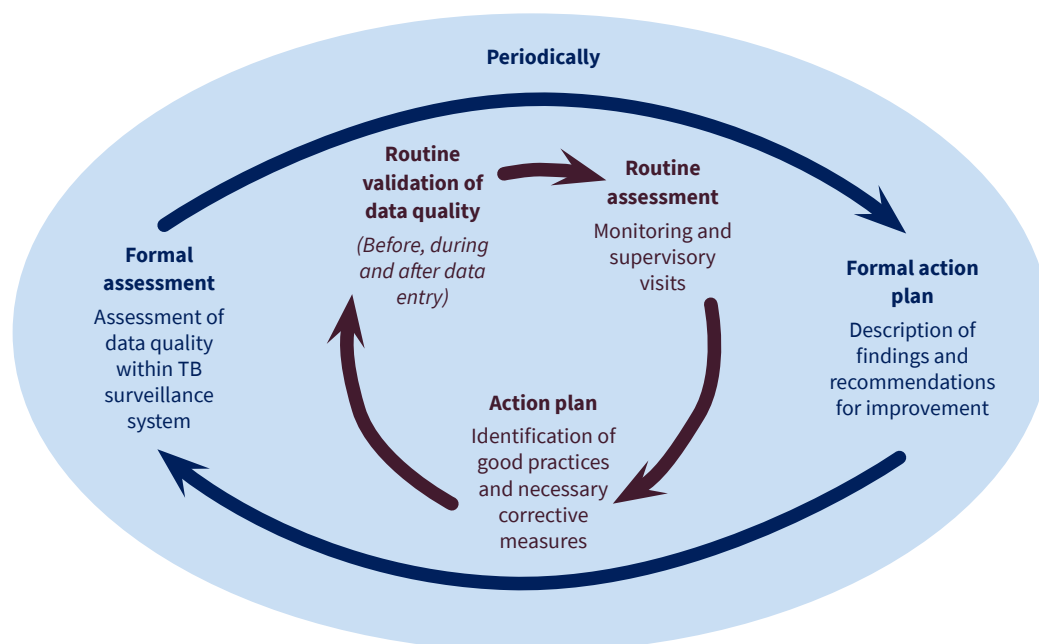 Periodically
Routine
validation of
data quality
(Before, during
and after data
entry)
Routine
assessment
Monitoring and
supervisory
visits
Formal
assessment
Assessment of
data quality
within TB
surveillance
system
Formal action
plan
Description of
findings and
recommendations
for improvement
Action plan
Identification of
good practices
and necessary
corrective
measures